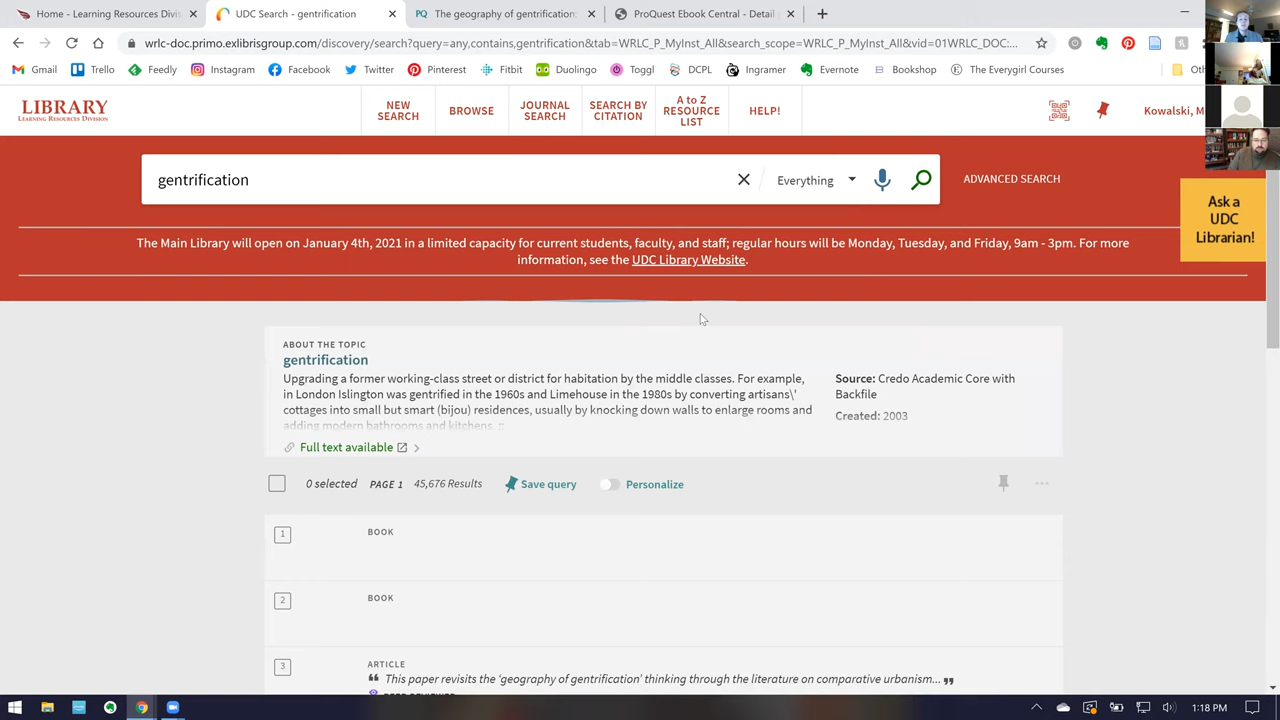 Home - Learning Resources Divis
UDC Search - gentrification
The geography of gentrification:
ProQuest Ebook Central - Detail
wrlc-doc.primo.exlibrisgroup.com/discovery/search?query=any,contains,gentrification&tab=WRLC_P_MyInst_All&search_scope=WRLC_P_MyInst_All&vid=01WRLC_DOC:...
Gmail Trello Feedly Instagram Facebook Twitter Pinterest Fitbit Duolingo Toggl DCPL Ingramer Evernote Bookshop The Everygirl Courses
LIBRARY
LEARNING RESOURCES DIVISION
NEW SEARCH
BROWSE
JOURNAL SEARCH
SEARCH BY CITATION
A to Z RESOURCE LIST
HELP!
Kowalski, M
gentrification
Everything
ADVANCED SEARCH
Ask a
UDC
Librarian!
The Main Library will open on January 4th, 2021 in a limited capacity for current students, faculty, and staff; regular hours will be Monday, Tuesday, and Friday, 9am - 3pm. For more
information, see the UDC Library Website.
ABOUT THE TOPIC
gentrification
Upgrading a former working-class street or district for habitation by the middle classes. For example,
in London Islington was gentrified in the 1960s and Limehouse in the 1980s by converting artisans\'
cottages into small but smart (bijou) residences, usually by knocking down walls to enlarge rooms and
adding modern bathrooms and kitchens. ::
Source: Credo Academic Core with
Backfile
Created: 2003
Full text available
0 selected PAGE 1 45,676 Results Save query Personalize
1 BOOK
2 BOOK
3 ARTICLE
This paper revisits the ‘geography of gentrification’ thinking through the literature on comparative urbanism...
PEER REVIEWED
1:18 PM